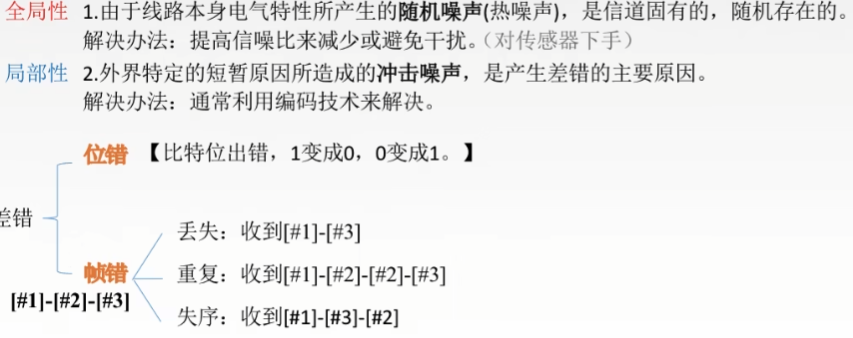 全局性 1.由于线路本身电气特性所产生的随机噪声(热噪声)，是信道固有的，随机存在的。
解决办法：提高信噪比来减少或避免干扰。（对传感器下手）
局部性 2.外界特定的短暂原因所造成的冲击噪声，是产生差错的主要原因。
解决办法：通常利用编码技术来解决。
位错 【比特位出错，1变成0，0变成1。】
差错
丢失：收到[#1]-[#3]
帧错 重复：收到[#1]-[#2]-[#2]-[#3]
[#1]-[#2]-[#3]
失序：收到[#1]-[#3]-[#2]